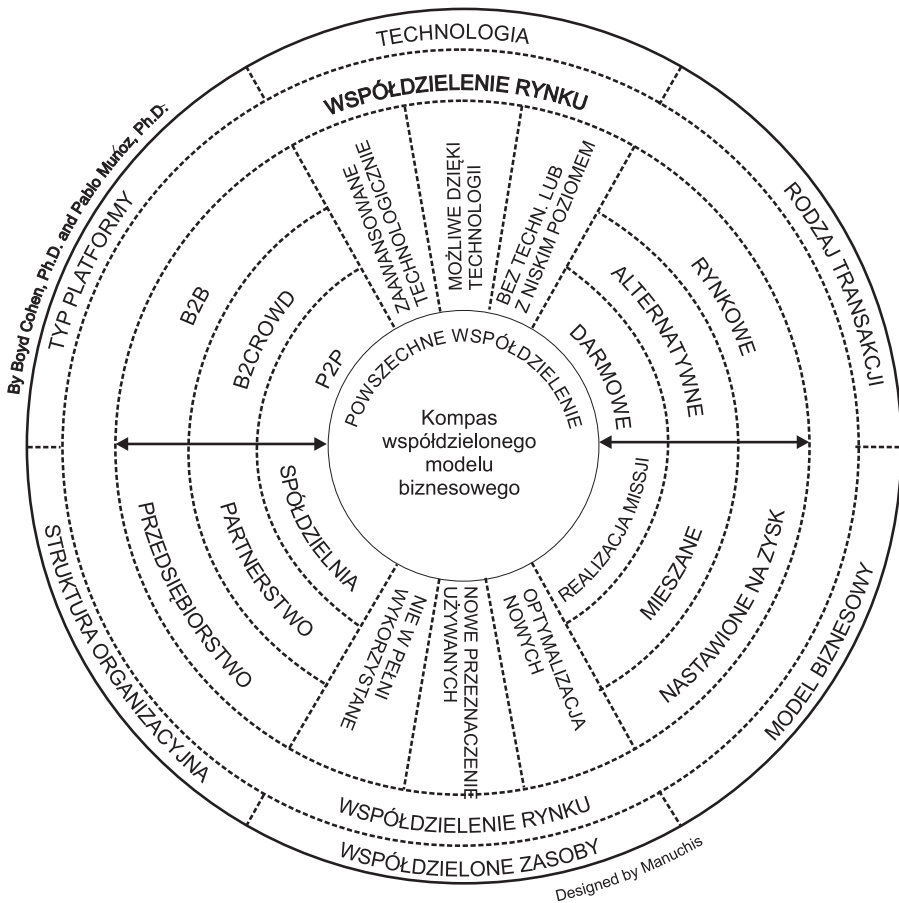 TECHNOLOGIA
WSPÓŁDZIELENIE RYNKU
By Boyd Cohen, Ph.D. and Pablo Muńoz, Ph.D.
TYP PLATFORMY
B2B
B2CROWD
P2P
ZAAWANSOWANE
TECHNOLOGICZNIE
MOŻLIWE DZIĘKI
TECHNOLOGII
BEZ TECHN. LUB
Z NISKIM POZIOMEM
RODZAJ TRANSAKCJI
RYNKOWE
ALTERNATYWNE
DARMOWE
POWSZECHNE WSPÓŁDZIELENIE
Kompas
współdzielonego
modelu
biznesowego
STRUKTURA ORGANIZACYJNA
PRZEDSIĘBIORSTWO
PARTNERSTWO
SPÓŁDZIELNIA
NIE W PEŁNI
WYKORZYSTANE
NOWE PRZEZNACZENIE
UŻYWANYCH
OPTYMALIZACJA
NOWYCH
REALIZACJA MISSJI
MIESZANE
NASTAWIONE NA ZYSK
MODEL BIZNESOWY
WSPÓŁDZIELENIE RYNKU
WSPÓŁDZIELONE ZASOBY
Designed by Manuchis